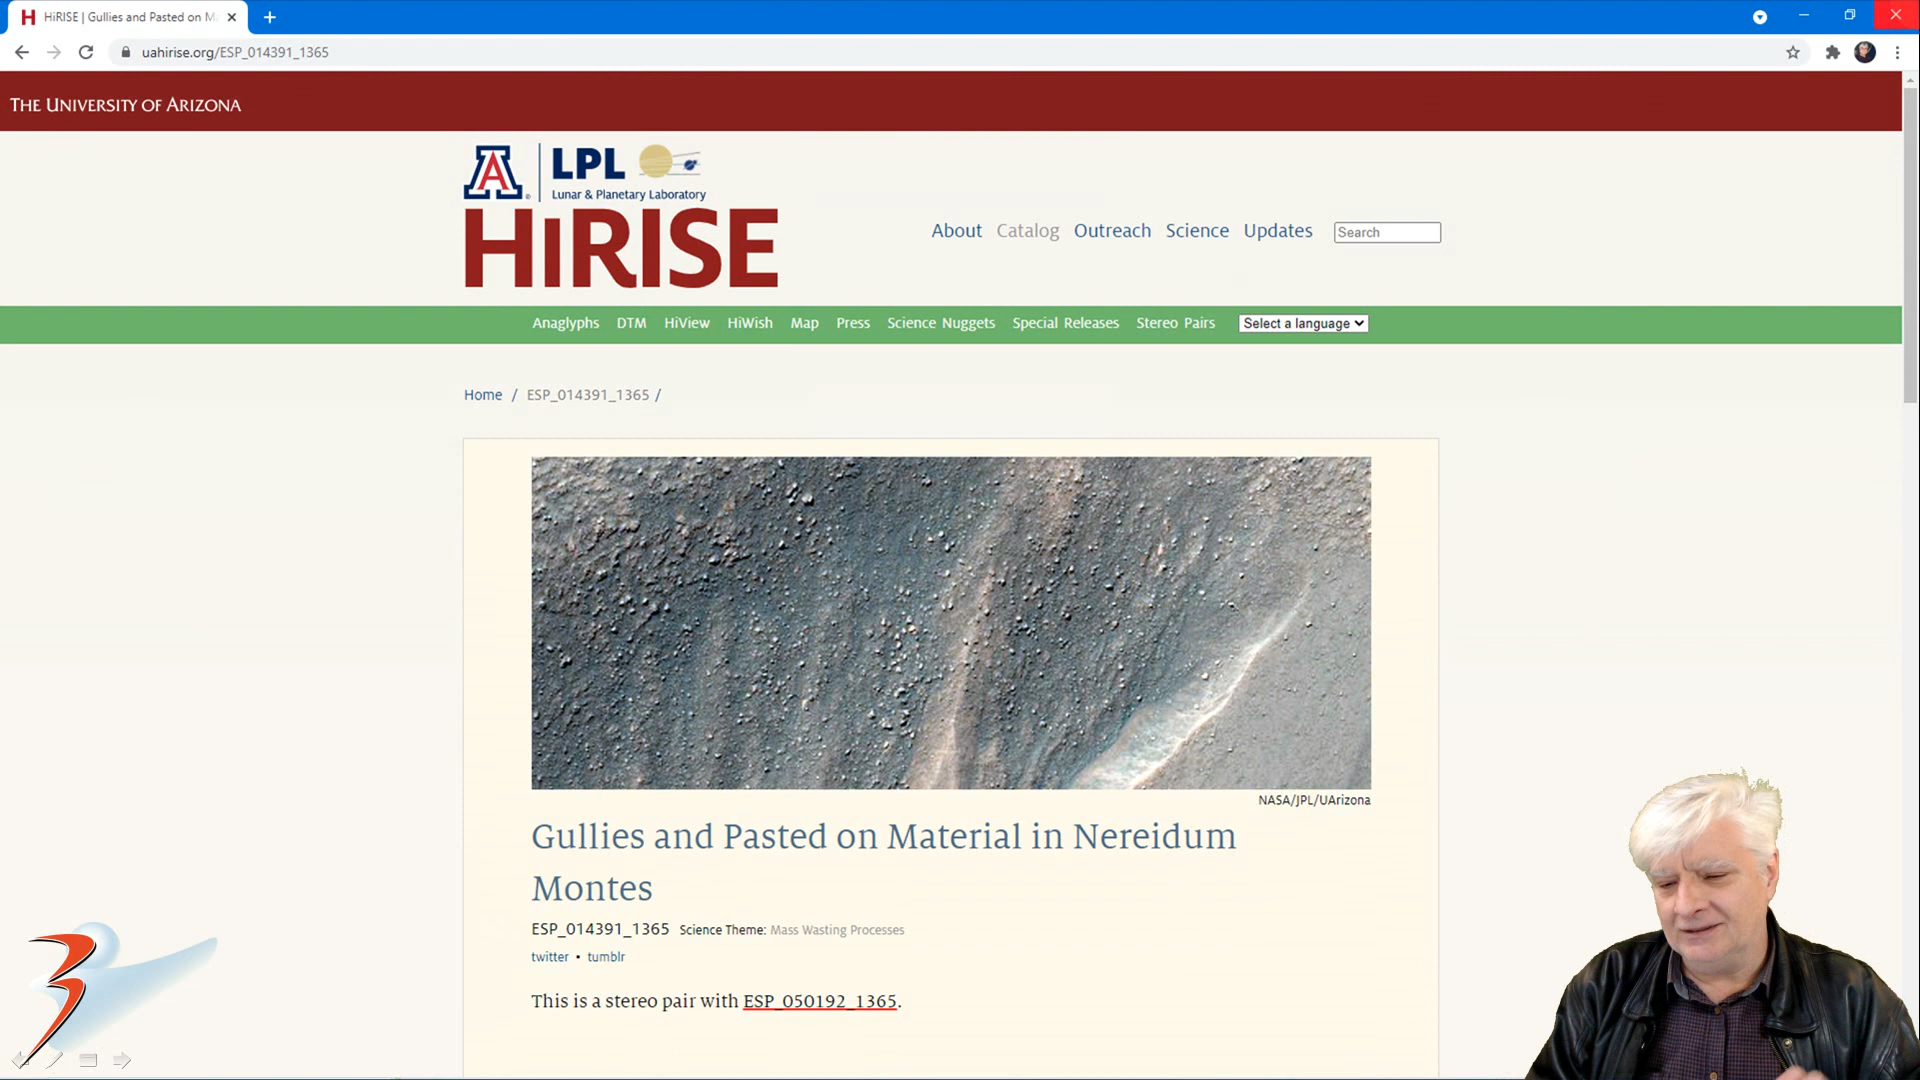 HiRISE | Gullies and Pasted on M
uahirise.org/ESP_014391_1365
THE UNIVERSITY OF ARIZONA
A LPL
Lunar & Planetary Laboratory
HiRISE
About Catalog Outreach Science Updates Search
Anaglyphs DTM HiView HiWish Map Press Science Nuggets Special Releases Stereo Pairs Select a language
Home / ESP_014391_1365 /
NASA/JPL/UArizona
Gullies and Pasted on Material in Nereidum
Montes
ESP_014391_1365 Science Theme: Mass Wasting Processes
twitter • tumblr
This is a stereo pair with ESP_050192_1365.